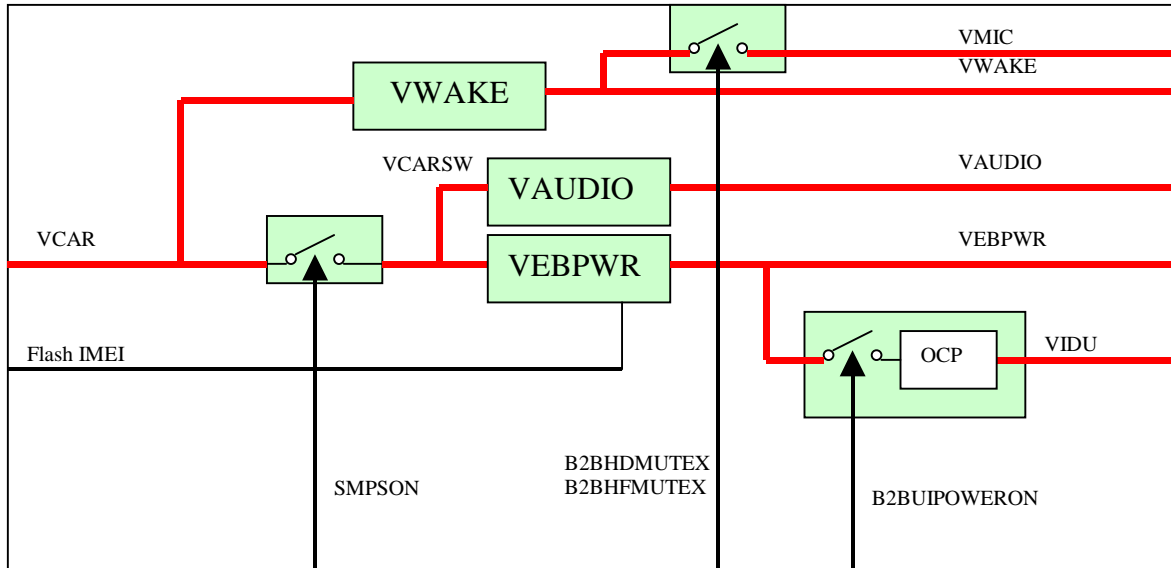 VMIC
VWAKE
VWAKE
VCARSW
VAUDIO
VAUDIO
VCAR
VEBPWR
VEBPWR
Flash IMEI
OCP
VIDU
SMPSON
B2BHDMUTEX
B2BHFMUTEX
B2BUIPOWERON